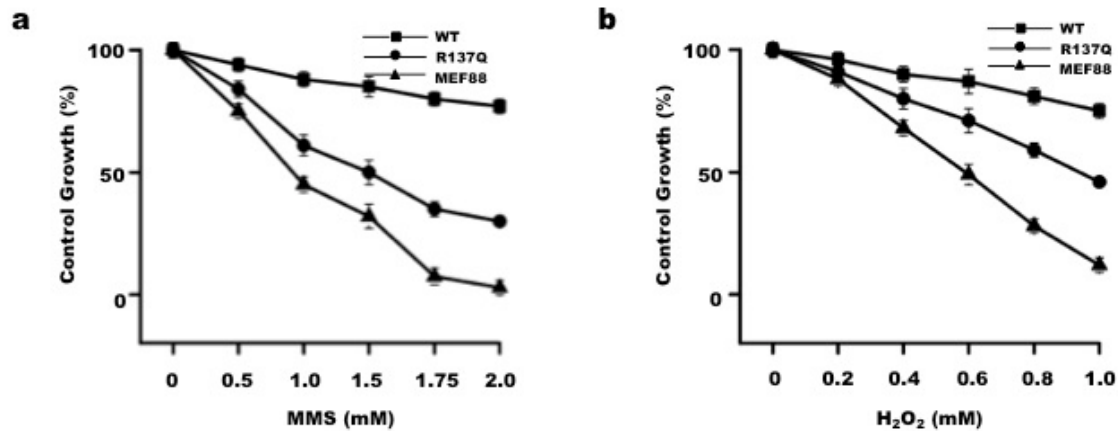 a
WT
R137Q
MEF88
100
50
0
Control Growth (%)
0 0.5 1.0 1.5 1.75 2.0
MMS (mM)
b
WT
R137Q
MEF88
100
50
0
Control Growth (%)
0 0.2 0.4 0.6 0.8 1.0
H₂O₂ (mM)